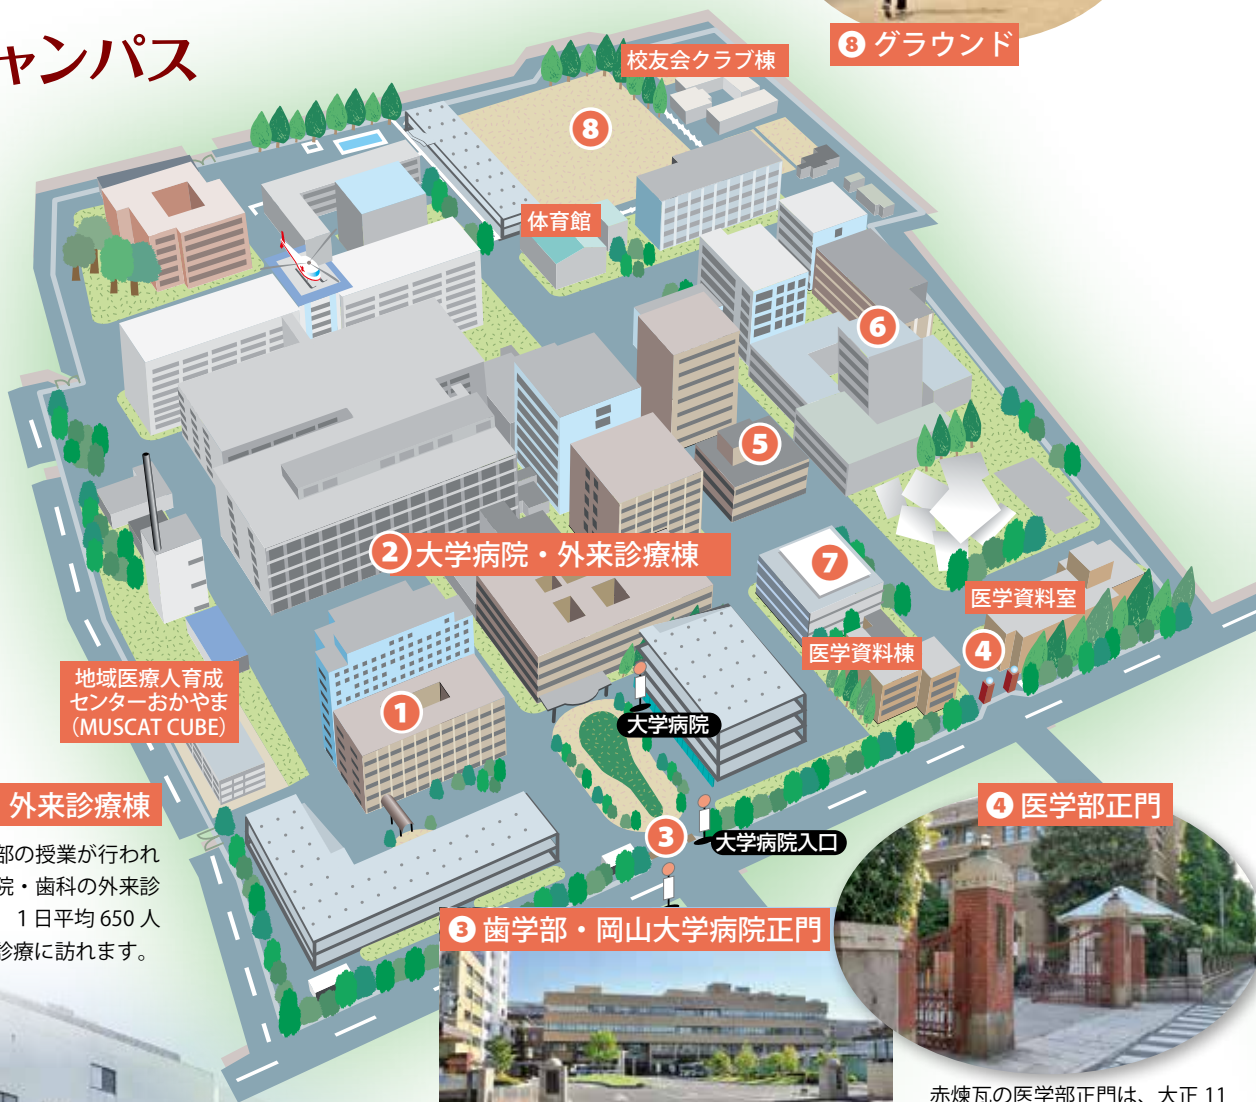 ャンパス
❽ グラウンド
校友会クラブ棟
8
体育館
6
5
❷ 大学病院・外来診療棟
7
医学資料室
医学資料棟
4
地域医療人育成
センターおかやま
（MUSCAT CUBE）
1
大学病院
外来診療棟
3
大学病院入口
❹ 医学部正門
部の授業が行われ
院・歯科の外来診
1日平均 650 人
診療に訪れます。
❸ 歯学部・岡山大学病院正門
赤煉瓦の医学部正門は、大正 11